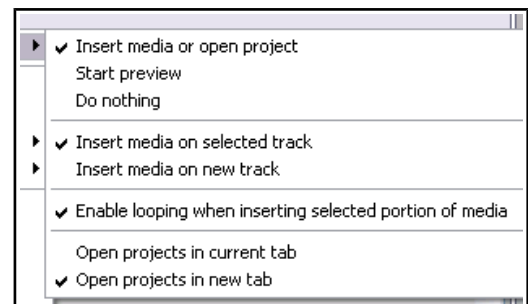 Insert media or open project
Start preview
Do nothing
Insert media on selected track
Insert media on new track
Enable looping when inserting selected portion of media
Open projects in current tab
Open projects in new tab